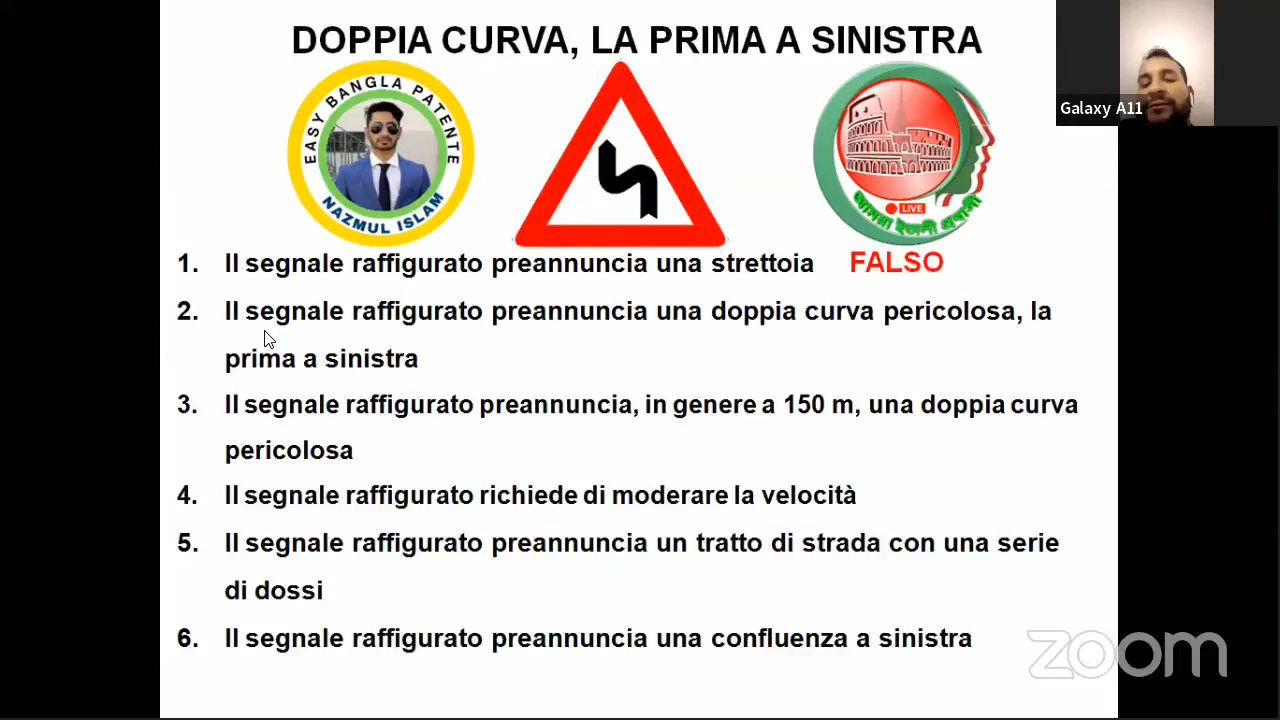 DOPPIA CURVA, LA PRIMA A SINISTRA
EASY BANGLA PATENTE
NAZMUL ISLAM
LIVE
আমরা ইতালী প্রবাসী
Galaxy A11
1. Il segnale raffigurato preannuncia una strettoia FALSO
2. Il segnale raffigurato preannuncia una doppia curva pericolosa, la
prima a sinistra
3. Il segnale raffigurato preannuncia, in genere a 150 m, una doppia curva
pericolosa
4. Il segnale raffigurato richiede di moderare la velocità
5. Il segnale raffigurato preannuncia un tratto di strada con una serie
di dossi
6. Il segnale raffigurato preannuncia una confluenza a sinistra
zoom